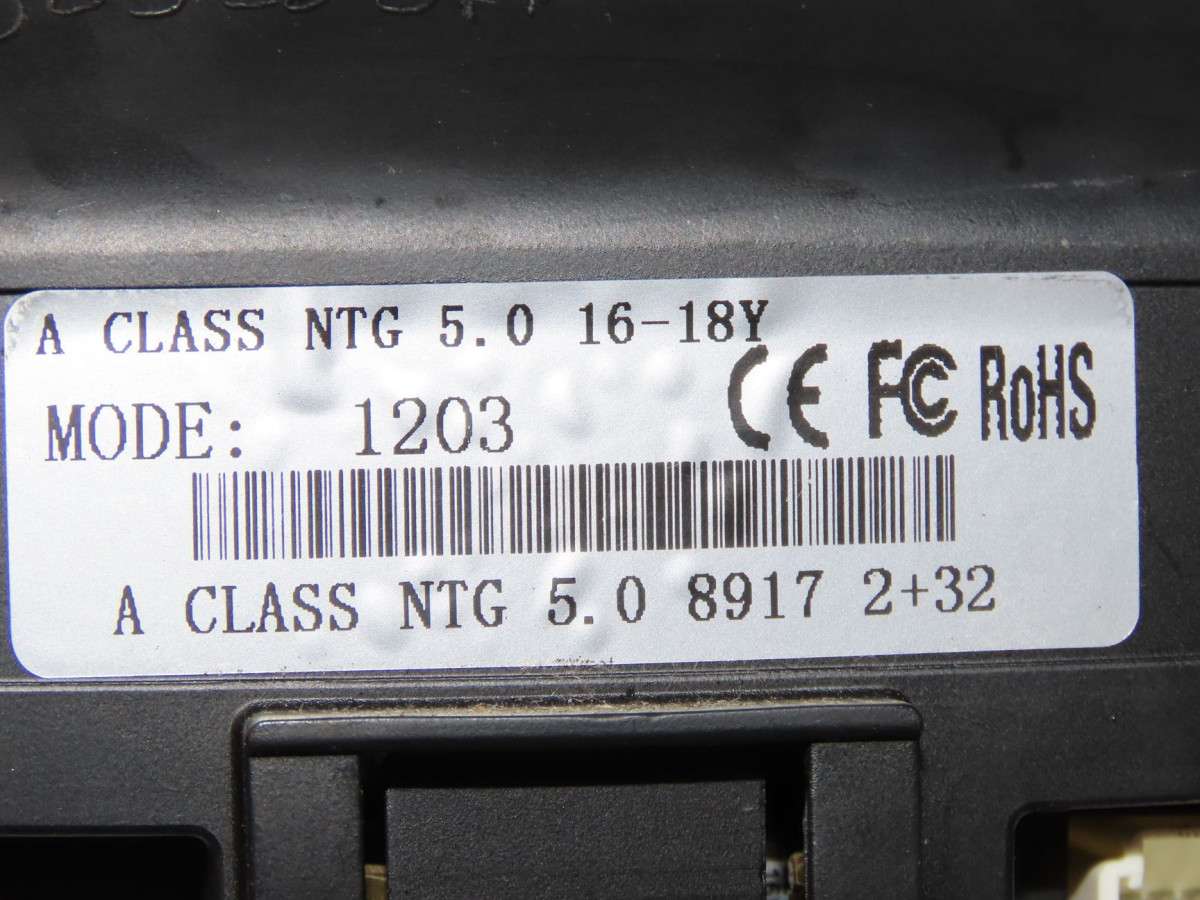 A CLASS NTG 5.0 16-18Y
MODE: 1203
CE FC RoHS
A CLASS NTG 5.0 8917 2+32